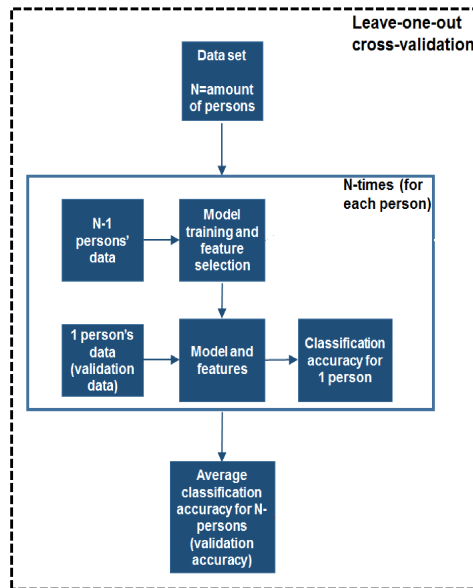 Leave-one-out
cross-validation
Data set
N=amount
of persons
N-times (for
each person)
N-1
persons'
data
Model
training and
feature
selection
1 person's
data
(validation
data)
Model and
features
Classification
accuracy for
1 person
Average
classification
accuracy for N-
persons
(validation
accuracy)